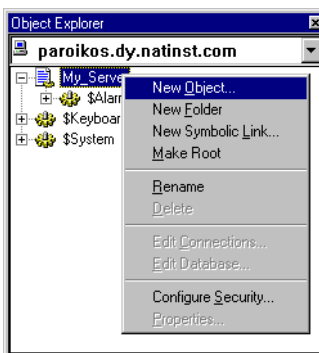 Object Explorer
paroikos.dy.natinst.com
My_Serve
$Alarr
$Keyboar
$System
New Object...
New Folder
New Symbolic Link...
Make Root
Rename
Delete
Edit Connections...
Edit Database...
Configure Security...
Properties...